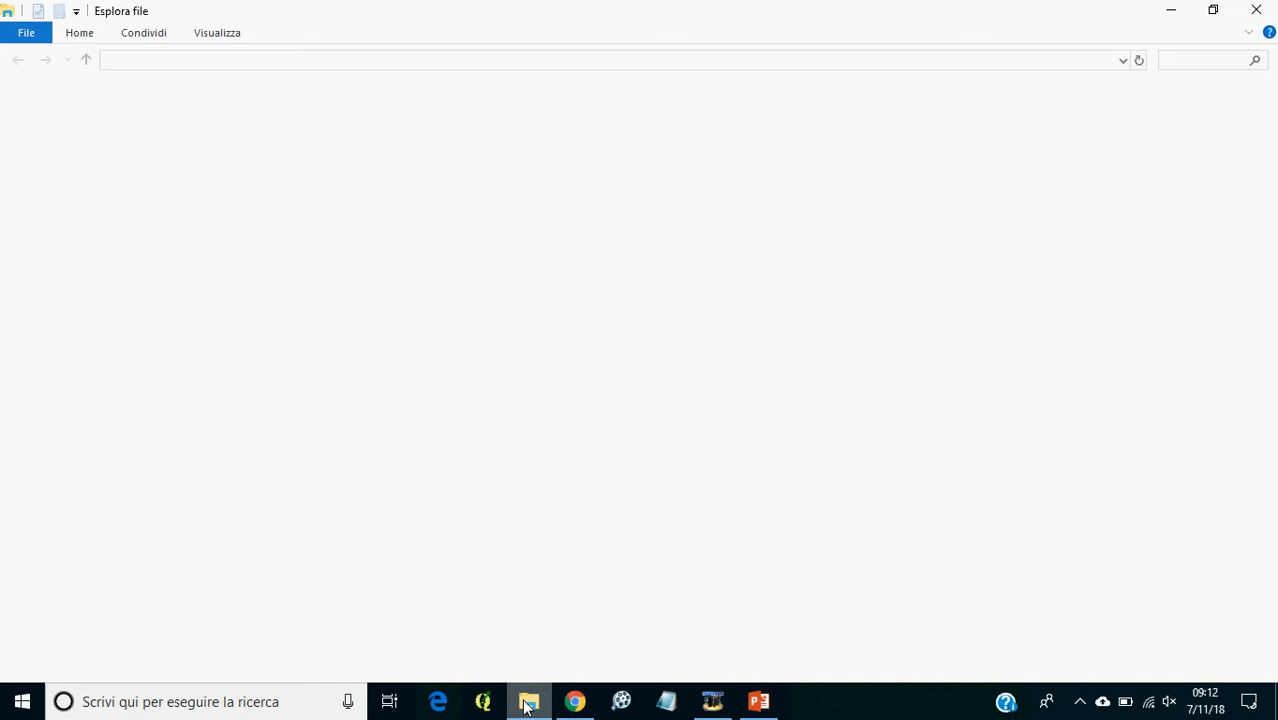 Esplora file
File Home Condividi Visualizza
Scrivi qui per eseguire la ricerca
09:12
7/11/18